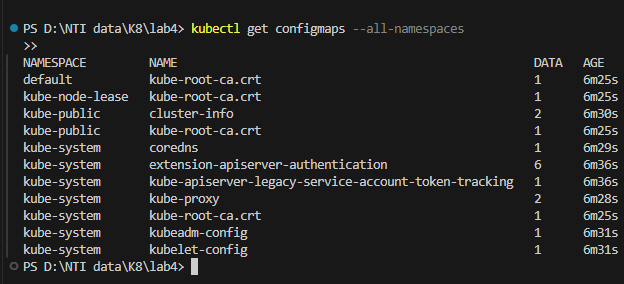 PS D:\NTI data\K8\lab4> kubectl get configmaps --all-namespaces
>>
NAMESPACE NAME DATA AGE
default kube-root-ca.crt 1 6m25s
kube-node-lease kube-root-ca.crt 1 6m25s
kube-public cluster-info 2 6m30s
kube-public kube-root-ca.crt 1 6m25s
kube-system coredns 1 6m29s
kube-system extension-apiserver-authentication 6 6m36s
kube-system kube-apiserver-legacy-service-account-token-tracking 1 6m36s
kube-system kube-proxy 2 6m28s
kube-system kube-root-ca.crt 1 6m25s
kube-system kubeadm-config 1 6m31s
kube-system kubelet-config 1 6m31s
PS D:\NTI data\K8\lab4>